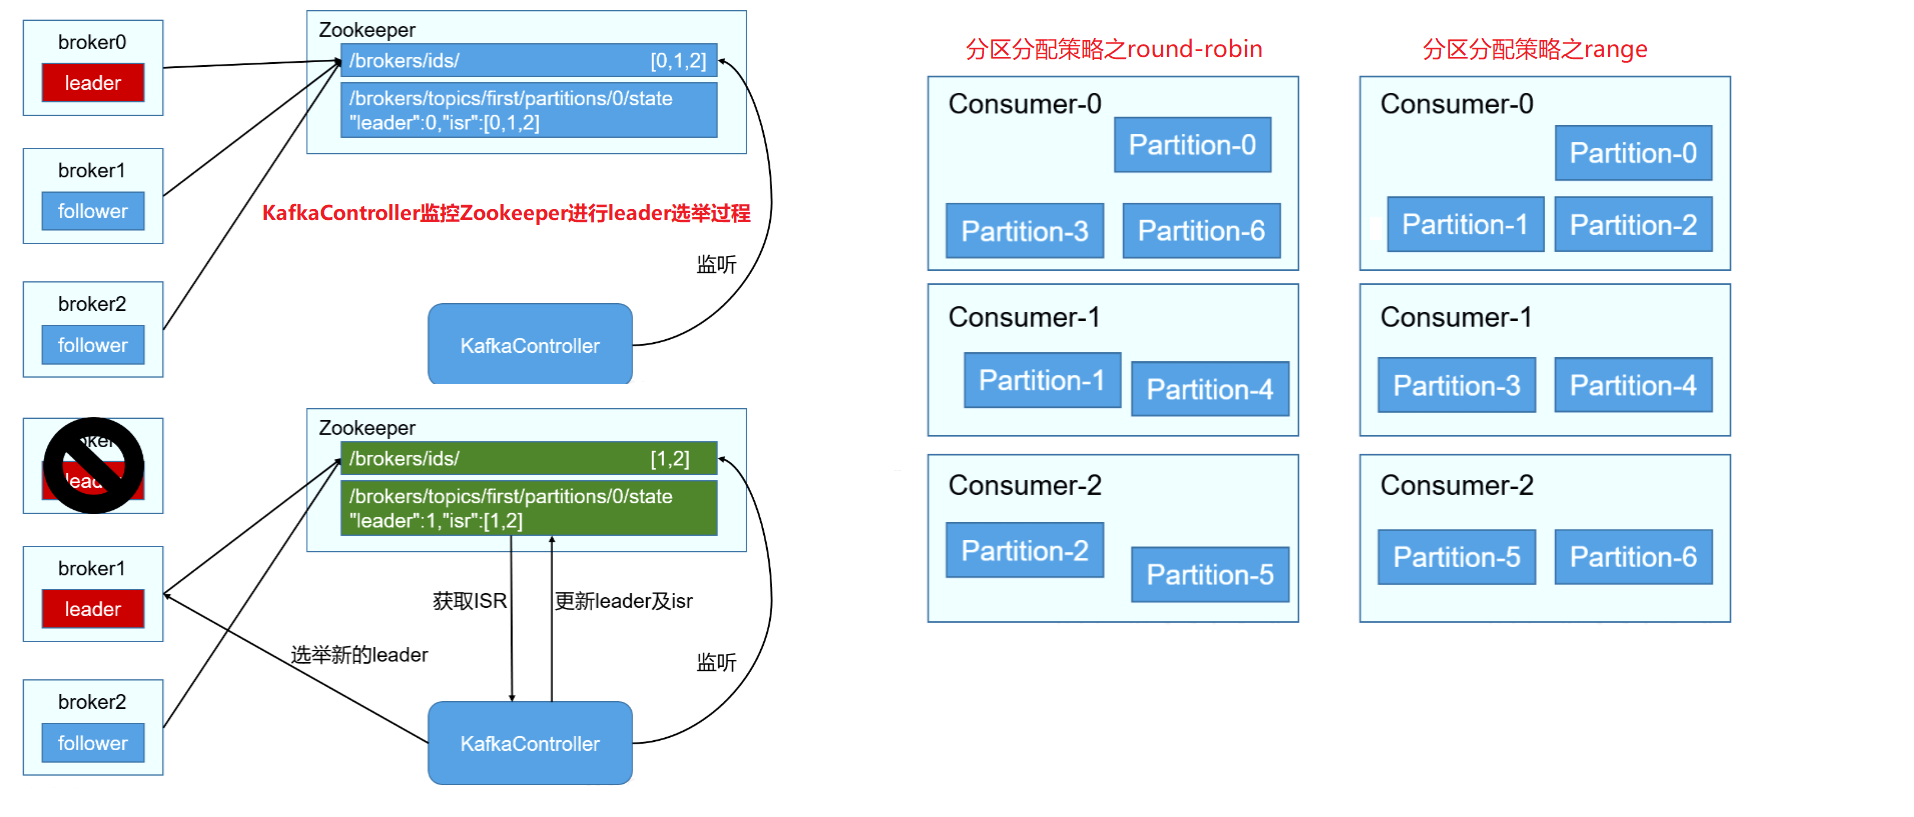 broker0
leader
broker1
follower
broker2
follower
Zookeeper
/brokers/ids/ [0,1,2]
/brokers/topics/first/partitions/0/state
"leader":0,"isr":[0,1,2]
KafkaController监控Zookeeper进行leader选举过程
监听
KafkaController
leader
broker1
leader
broker2
follower
Zookeeper
/brokers/ids/ [1,2]
/brokers/topics/first/partitions/0/state
"leader":1,"isr":[1,2]
获取ISR
更新leader及isr
选举新的leader
监听
KafkaController
分区分配策略之round-robin
Consumer-0
Partition-0
Partition-3
Partition-6
Consumer-1
Partition-1
Partition-4
Consumer-2
Partition-2
Partition-5
分区分配策略之range
Consumer-0
Partition-0
Partition-1
Partition-2
Consumer-1
Partition-3
Partition-4
Consumer-2
Partition-5
Partition-6